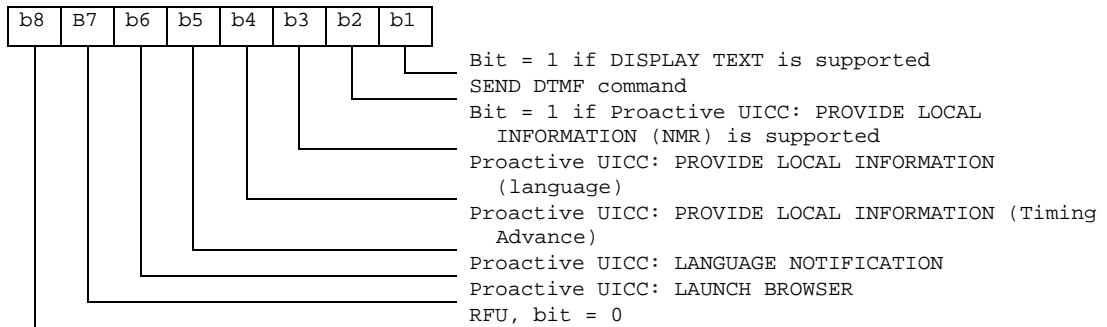 b8 B7 b6 b5 b4 b3 b2 b1
Bit = 1 if DISPLAY TEXT is supported
SEND DTMF command
Bit = 1 if Proactive UICC: PROVIDE LOCAL
INFORMATION (NMR) is supported
Proactive UICC: PROVIDE LOCAL INFORMATION
(language)
Proactive UICC: PROVIDE LOCAL INFORMATION (Timing
Advance)
Proactive UICC: LANGUAGE NOTIFICATION
Proactive UICC: LAUNCH BROWSER
RFU, bit = 0